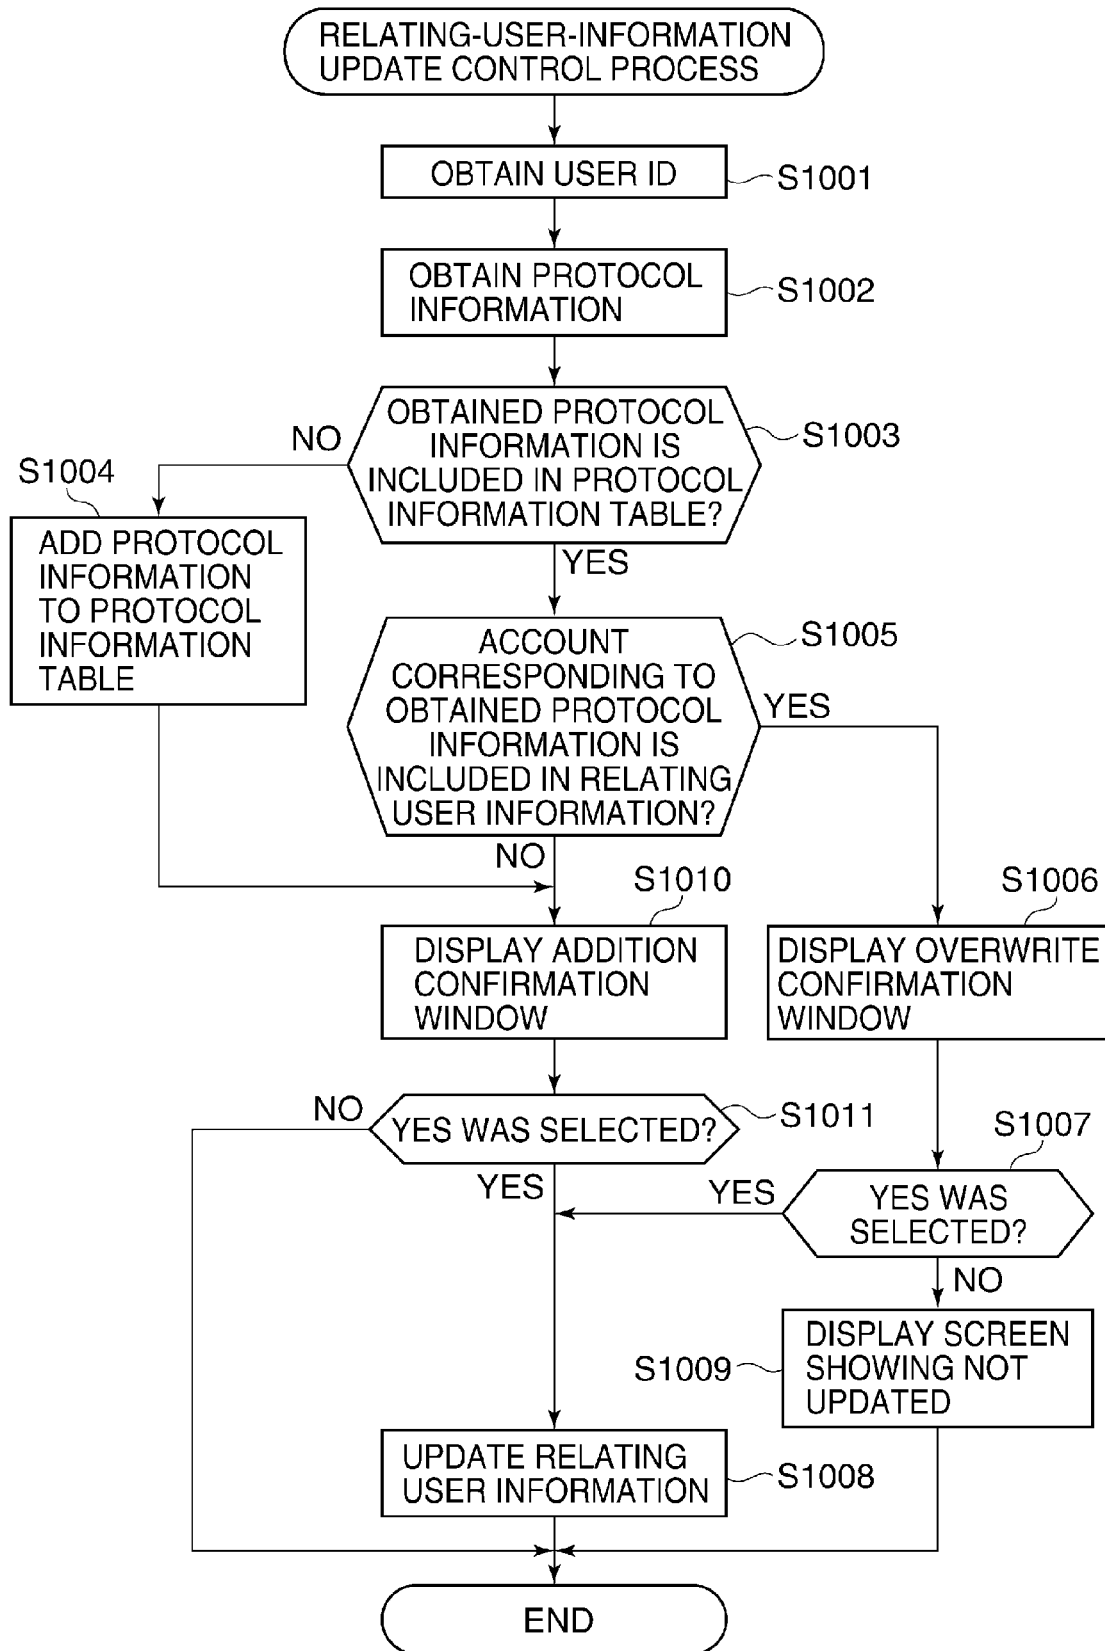 RELATING-USER-INFORMATION
UPDATE CONTROL PROCESS
OBTAIN USER ID
S1001
OBTAIN PROTOCOL
INFORMATION
S1002
OBTAINED PROTOCOL
INFORMATION IS
INCLUDED IN PROTOCOL
INFORMATION TABLE?
S1003
NO
YES
S1004
ADD PROTOCOL
INFORMATION
TO PROTOCOL
INFORMATION
TABLE
ACCOUNT
CORRESPONDING TO
OBTAINED PROTOCOL
INFORMATION IS
INCLUDED IN RELATING
USER INFORMATION?
S1005
YES
NO
S1010
DISPLAY ADDITION
CONFIRMATION
WINDOW
S1006
DISPLAY OVERWRITE
CONFIRMATION
WINDOW
NO
YES WAS SELECTED?
S1011
YES
S1007
YES WAS
SELECTED?
YES
NO
DISPLAY SCREEN
SHOWING NOT
UPDATED
S1009
UPDATE RELATING
USER INFORMATION
S1008
END